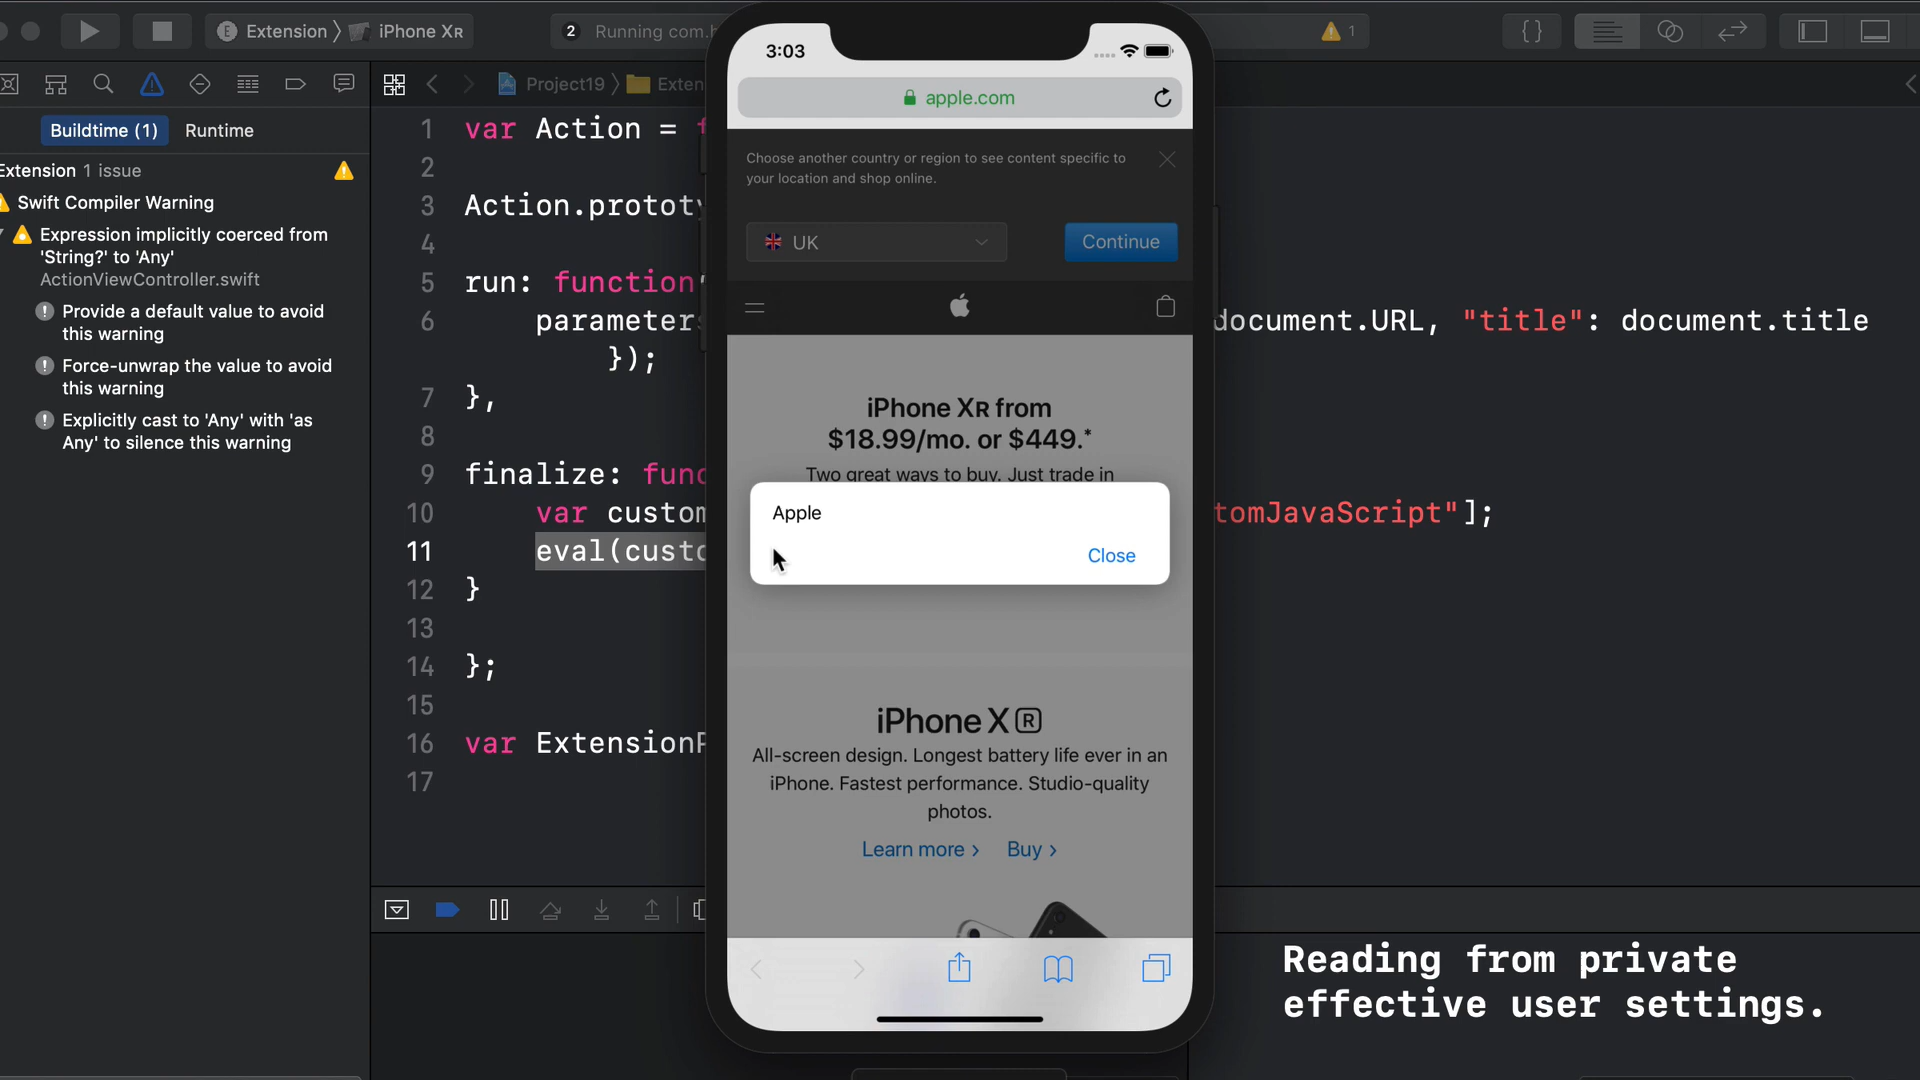 Extension
iPhone XR
2 Running com.
1
Buildtime (1) Runtime
Extension 1 issue
Swift Compiler Warning
Expression implicitly coerced from
'String?' to 'Any'
ActionViewController.swift
Provide a default value to avoid
this warning
Force-unwrap the value to avoid
this warning
Explicitly cast to 'Any' with 'as
Any' to silence this warning
Project19
Exten
1 var Action =
2
3 Action.prototy
4
5 run: function
6 parameters
document.URL, "title": document.title
});
7 },
8
9 finalize: func
10 var custom
tomJavaScript"];
11 eval(custo
12 }
13
14 };
15
16 var ExtensionP
17
3:03
apple.com
Choose another country or region to see content specific to
your location and shop online.
UK
Continue
iPhone XR from
$18.99/mo. or $449.*
Two great ways to buy. Just trade in
Apple
Close
iPhone XR
All-screen design. Longest battery life ever in an
iPhone. Fastest performance. Studio-quality
photos.
Learn more >
Buy >
Reading from private
effective user settings.